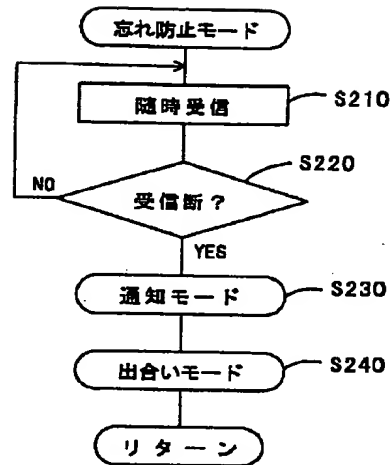 忘れ防止モード
随時受信
S210
S220
受信断?
NO
YES
通知モード
S230
出合いモード
S240
リターン